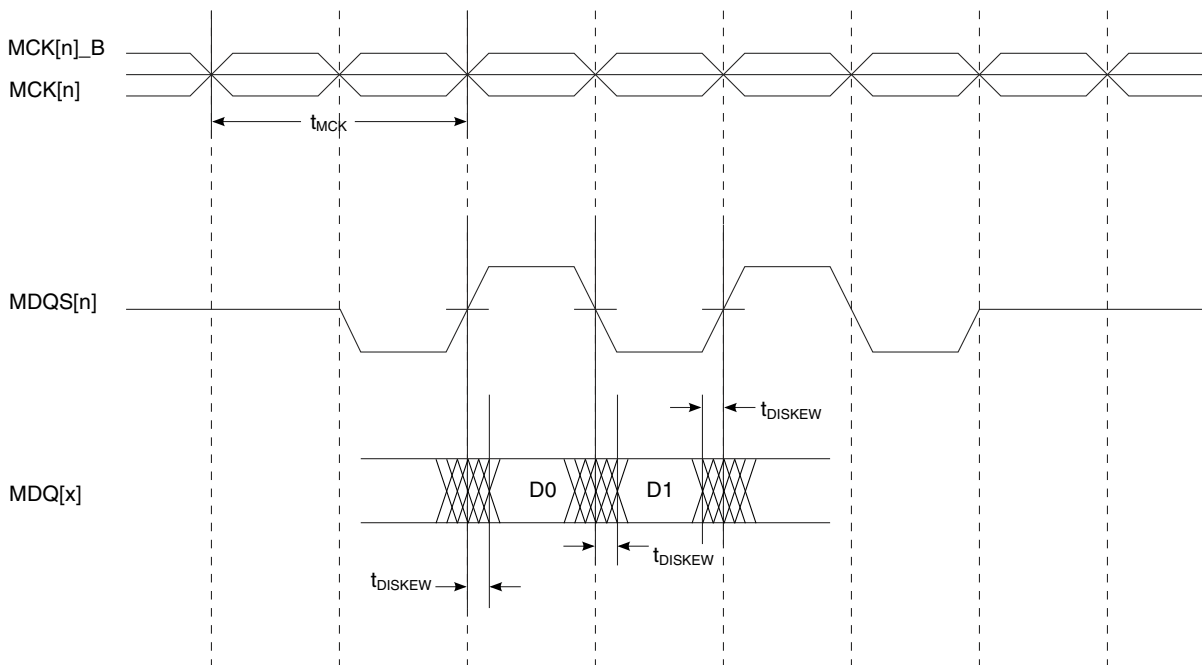 MCK[n]_B
MCK[n]
tMCK
MDQS[n]
tDISKEW
MDQ[x]
D0
D1
tDISKEW
tDISKEW